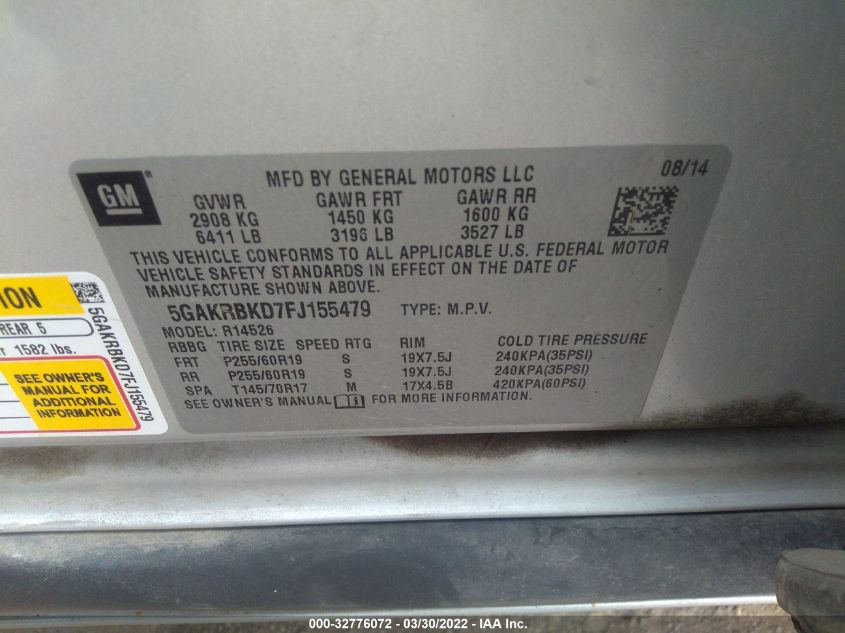 GM
MFD BY GENERAL MOTORS LLC
08/14
GVWR GAWR FRT GAWR RR
2908 KG 1450 KG 1600 KG
6411 LB 3196 LB 3527 LB
THIS VEHICLE CONFORMS TO ALL APPLICABLE U.S. FEDERAL MOTOR
VEHICLE SAFETY STANDARDS IN EFFECT ON THE DATE OF
MANUFACTURE SHOWN ABOVE.
5GAKRBKD7FJ155479 TYPE: M.P.V.
MODEL: R14526
RBBG TIRE SIZE SPEED RTG RIM COLD TIRE PRESSURE
FRT P255/60R19 S 19X7.5J 240KPA(35PSI)
RR P255/60R19 S 19X7.5J 240KPA(35PSI)
SPA T145/70R17 M 17X4.5B 420KPA(60PSI)
SEE OWNER'S MANUAL i FOR MORE INFORMATION.
REAR 5
1582 lbs.
SEE OWNER'S
MANUAL FOR
ADDITIONAL
INFORMATION
5GAKRBKD7FJ155479
000-32776072 — 03/30/2022 — IAA Inc.